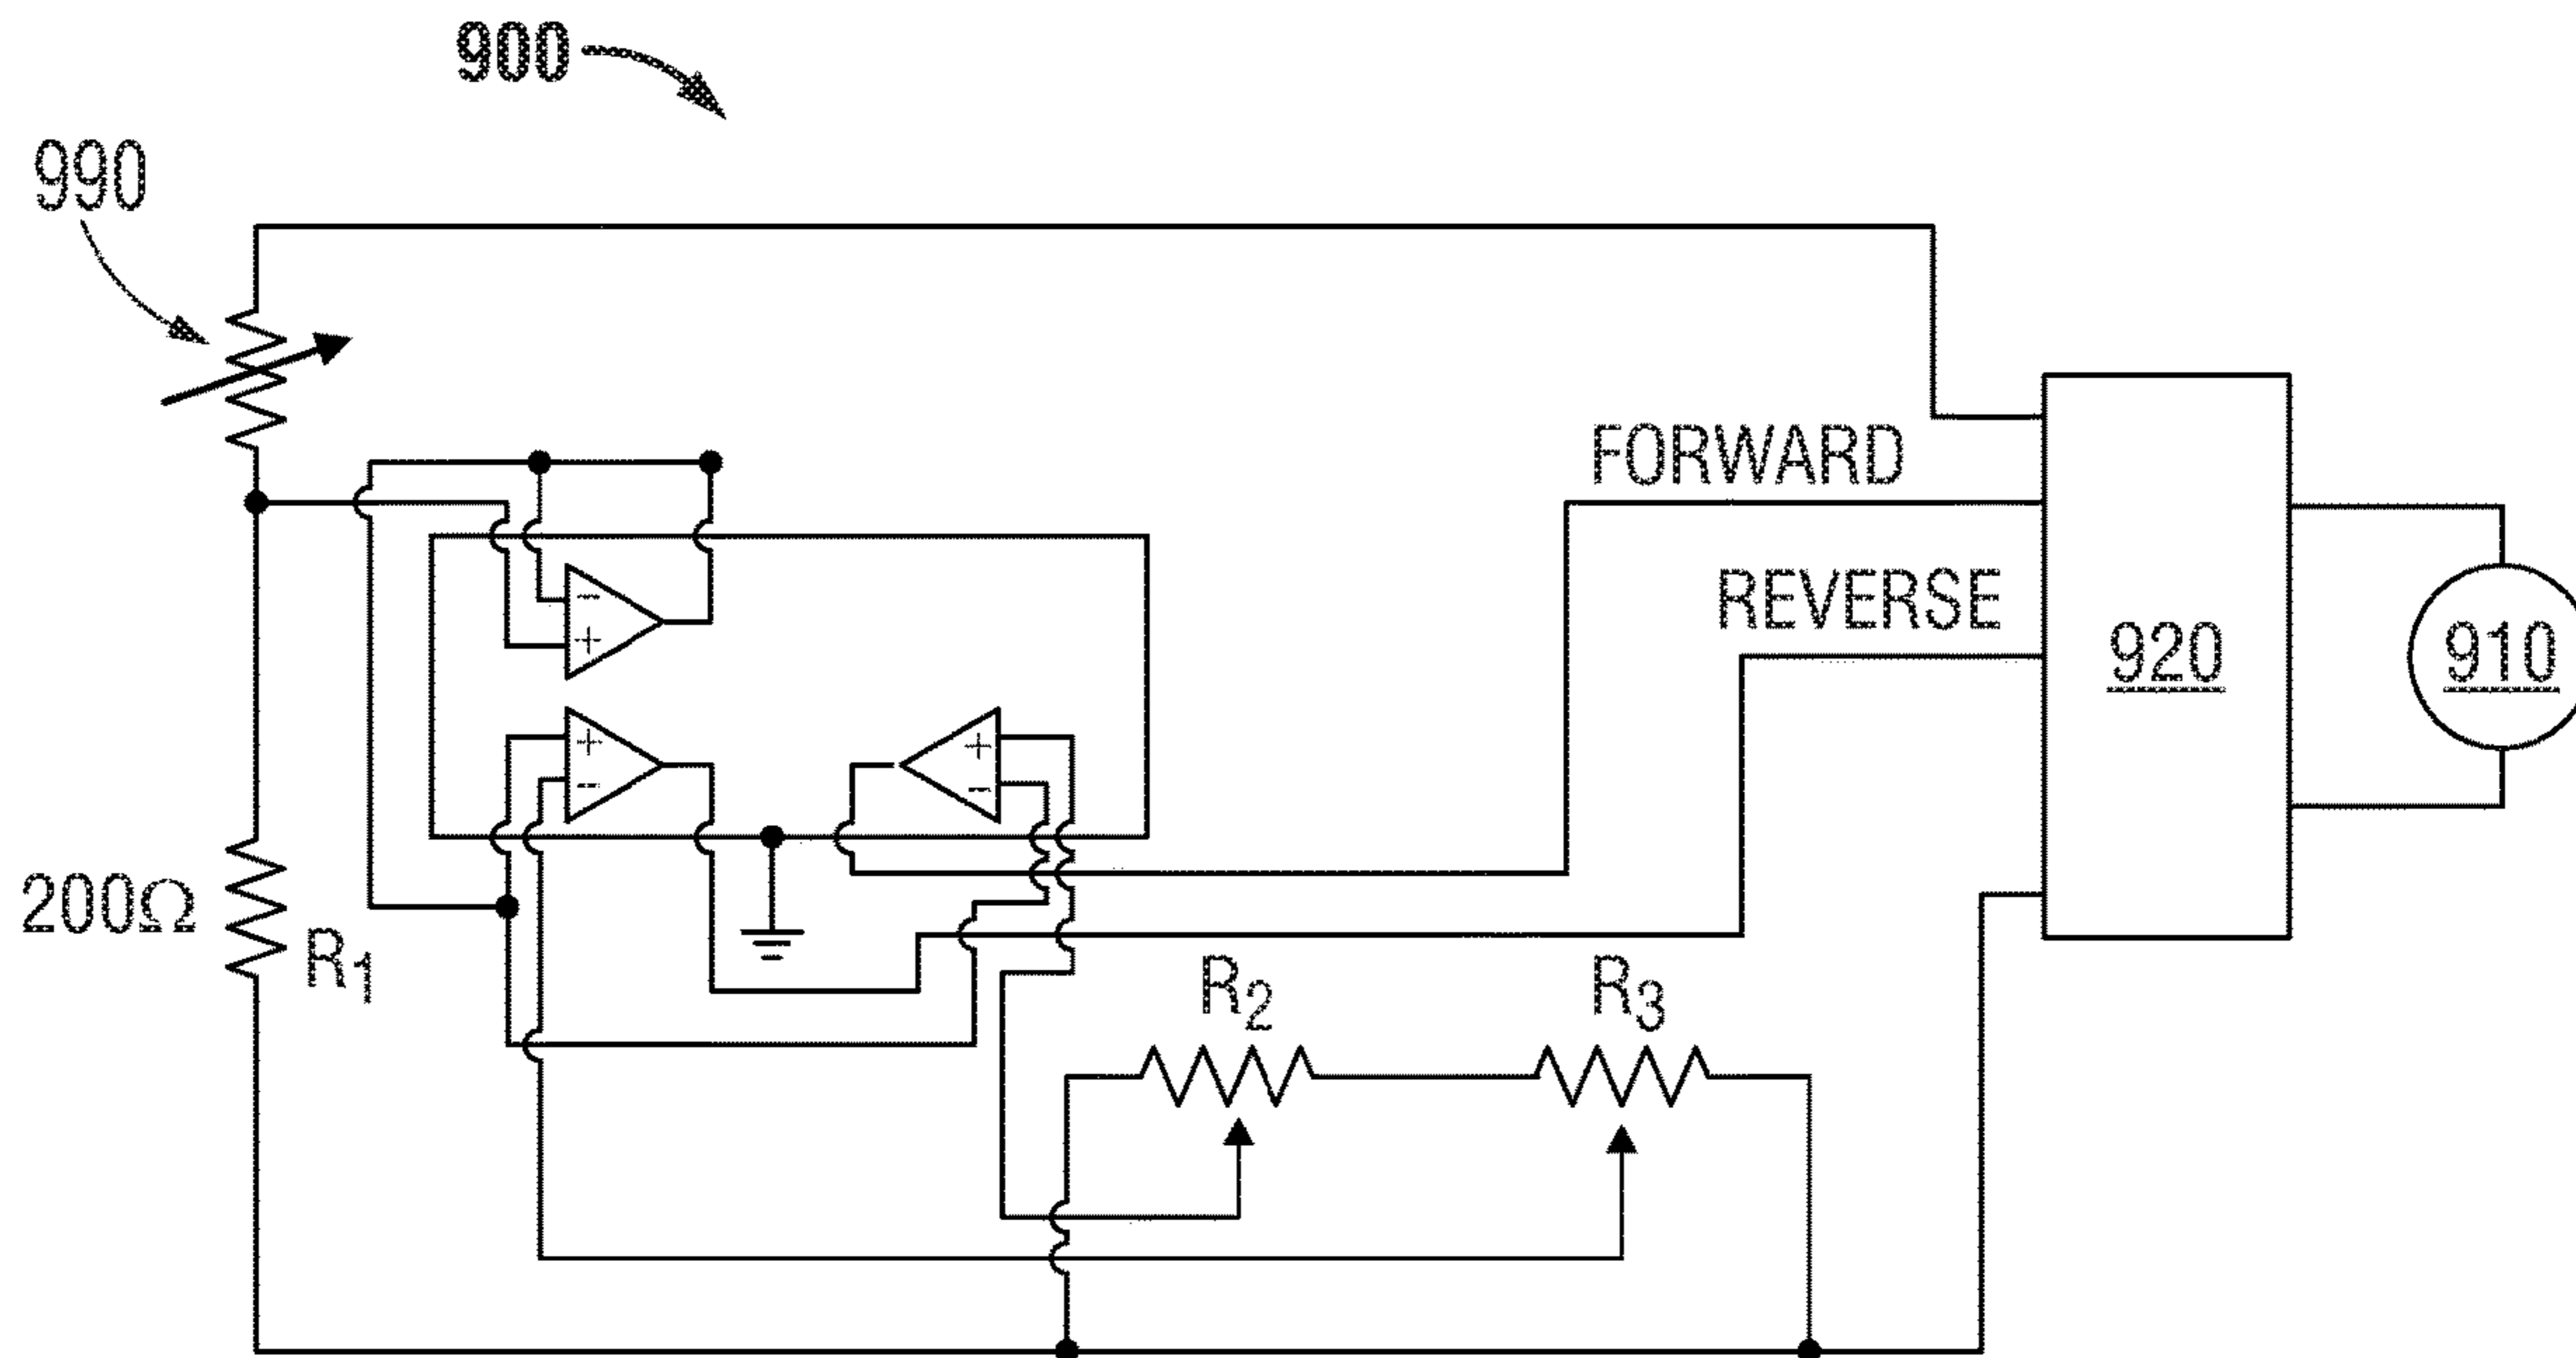 900
990
FORWARD
REVERSE
920
910
-
+
+
-
+
-
200Ω
R1
R2
R3